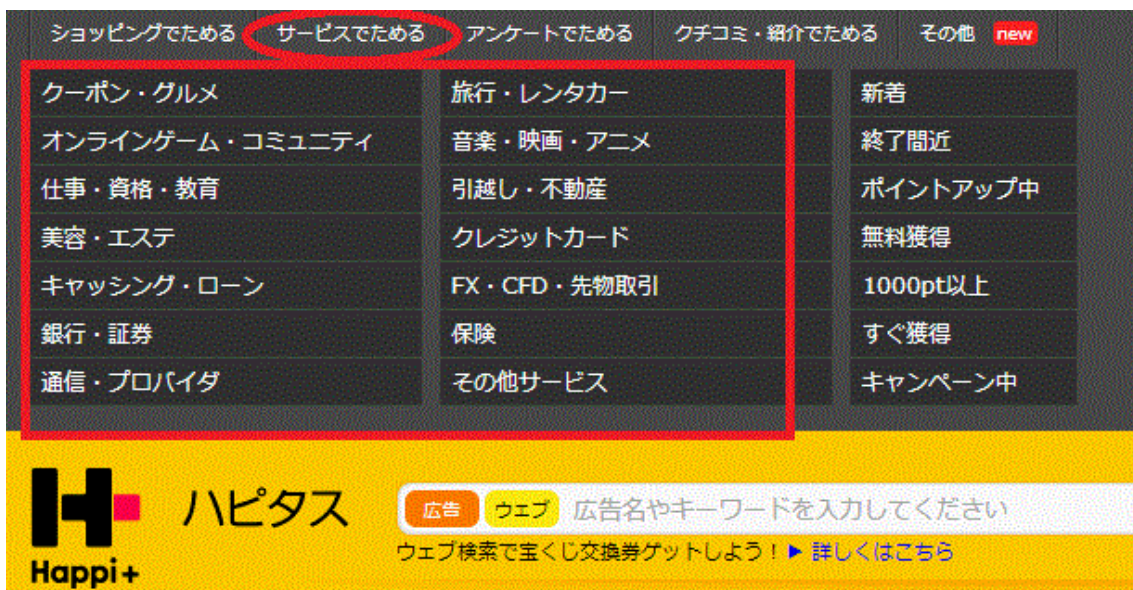 ショッピングでためる サービスでためる アンケートでためる クチコミ・紹介でためる その他 new
クーポン・グルメ 旅行・レンタカー 新着
オンラインゲーム・コミュニティ 音楽・映画・アニメ 終了間近
仕事・資格・教育 引越し・不動産 ポイントアップ中
美容・エステ クレジットカード 無料獲得
キャッシング・ローン FX・CFD・先物取引 1000pt以上
銀行・証券 保険 すぐ獲得
通信・プロバイダ その他サービス キャンペーン中
ハピタス 広告 ウェブ 広告名やキーワードを入力してください
ウェブ検索で宝くじ交換券ゲットしよう!▶ 詳しくはこちら
Happi+